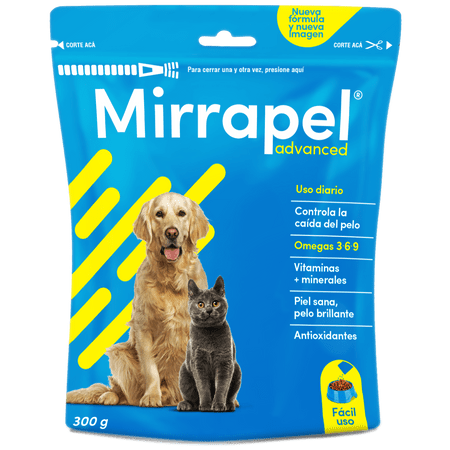 Nueva
fórmula
y nueva
imagen
CORTE ACÁ
CORTE ACÁ
Para cerrar una y otra vez, presione aquí
Mirrapel®
advanced
Uso diario
Controla la
caída del pelo
Omegas 3·6·9
Vitaminas
+ minerales
Piel sana,
pelo brillante
Antioxidantes
300 g
Fácil
uso